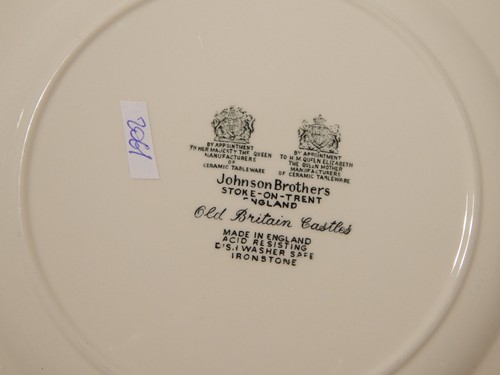 1992
BY APPOINTMENT
TO HER MAJESTY THE QUEEN
MANUFACTURERS
OF
CERAMIC TABLEWARE
BY APPOINTMENT
TO H.M. QUEEN ELIZABETH
THE QUEEN MOTHER
MANUFACTURERS
OF CERAMIC TABLEWARE
Johnson Brothers
STOKE-ON-TRENT
ENGLAND
Old Britain Castles
MADE IN ENGLAND
ACID RESISTING
DISHWASHER SAFE
IRONSTONE